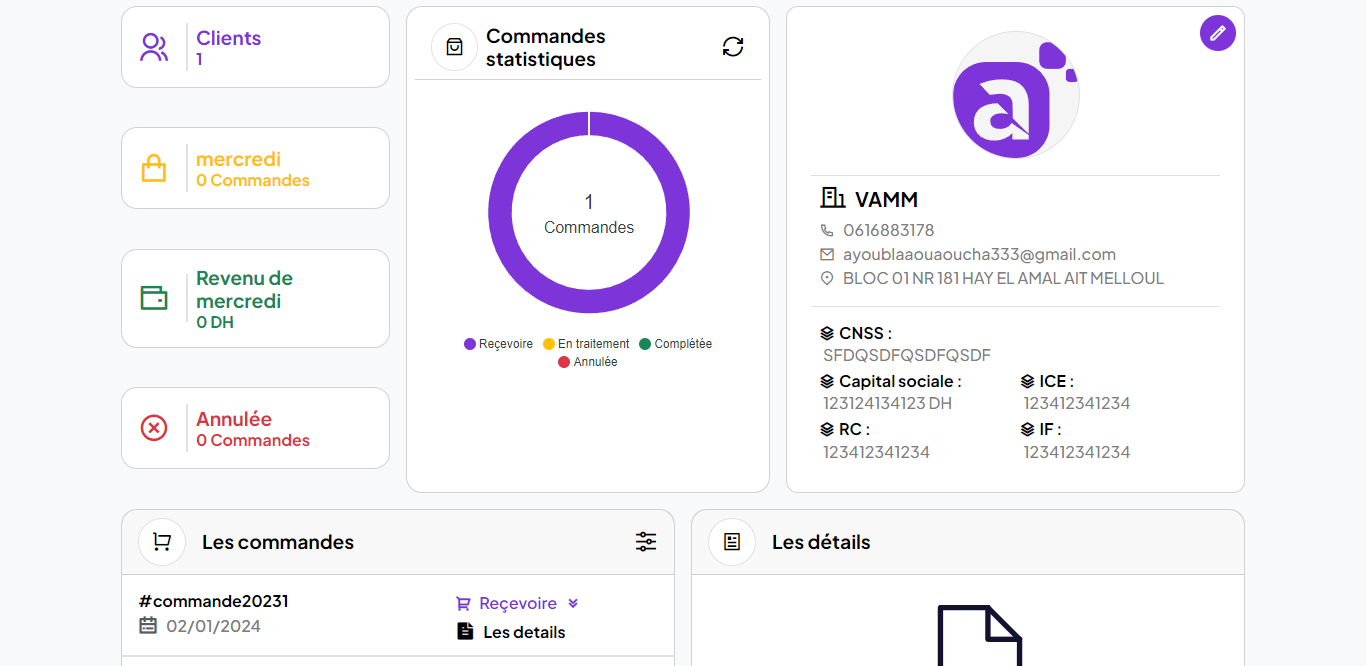 Clients
1
mercredi
0 Commandes
Revenu de
mercredi
0 DH
Annulée
0 Commandes
Commandes
statistiques
1
Commandes
Reçevoire
En traitement
Complétée
Annulée
a
VAMM
0616883178
ayoublaaouaoucha333@gmail.com
BLOC 01 NR 181 HAY EL AMAL AIT MELLOUL
CNSS :
SFDQSDFQSDFQSDF
Capital sociale :
123124134123 DH
ICE :
123412341234
RC :
123412341234
IF :
123412341234
Les commandes
#commande20231
02/01/2024
Reçevoire
Les details
Les détails